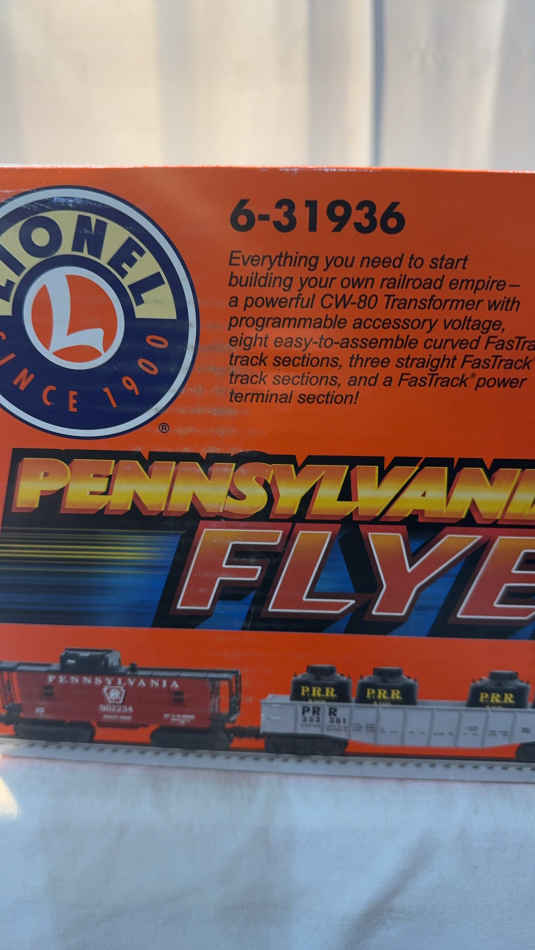 LIONEL
L
SINCE 1900
®
6-31936
Everything you need to start
building your own railroad empire–
a powerful CW-80 Transformer with
programmable accessory voltage,
eight easy-to-assemble curved FasTra
track sections, three straight FasTrack
track sections, and a FasTrack® power
terminal section!
PENNSYLVANI
FLYE
PENNSYLVANIA
P.R.R.
P.R.R.
P.R.R.
PRR